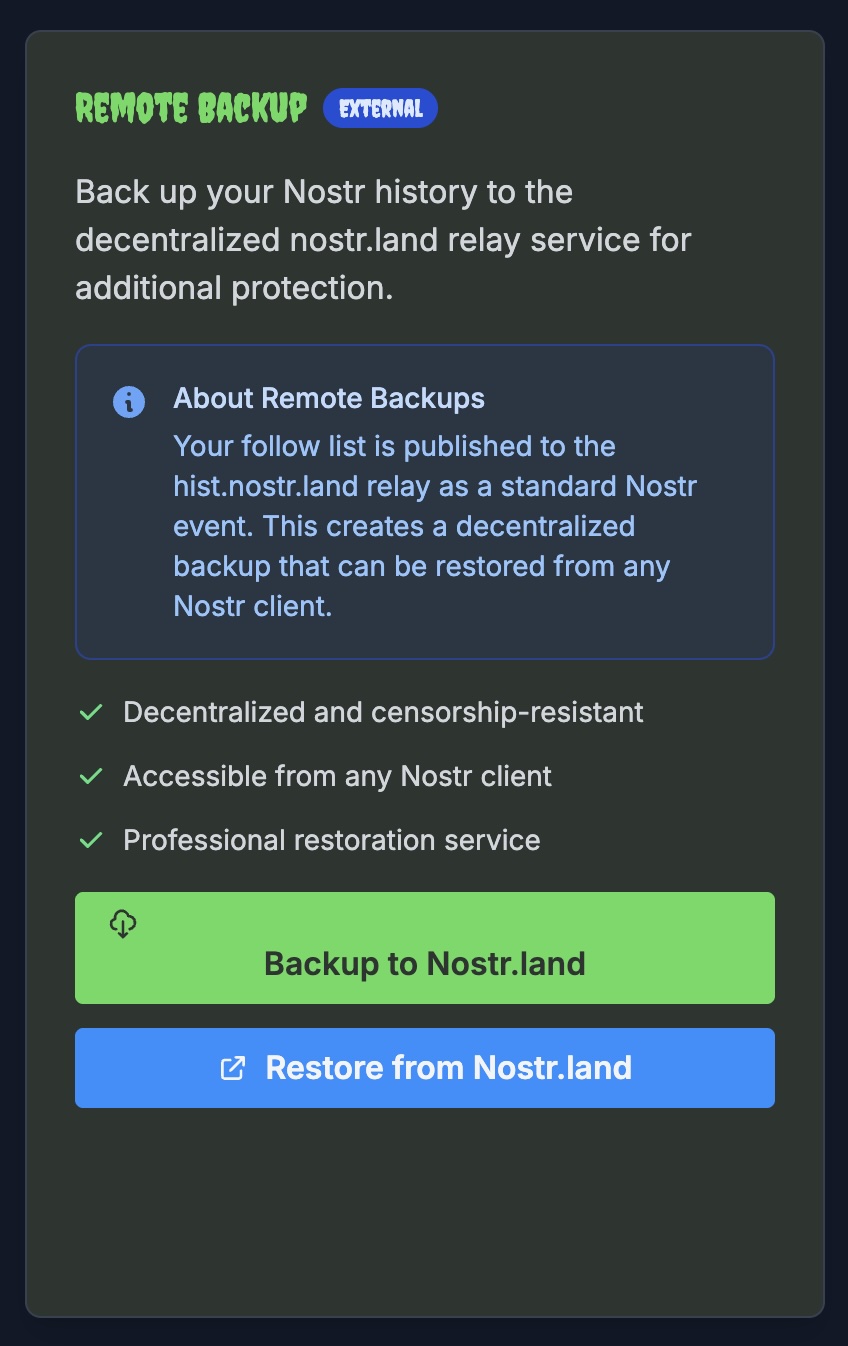 REMOTE BACKUP EXTERNAL
Back up your Nostr history to the
decentralized nostr.land relay service for
additional protection.
About Remote Backups
Your follow list is published to the
hist.nostr.land relay as a standard Nostr
event. This creates a decentralized
backup that can be restored from any
Nostr client.
Decentralized and censorship-resistant
Accessible from any Nostr client
Professional restoration service
Backup to Nostr.land
Restore from Nostr.land